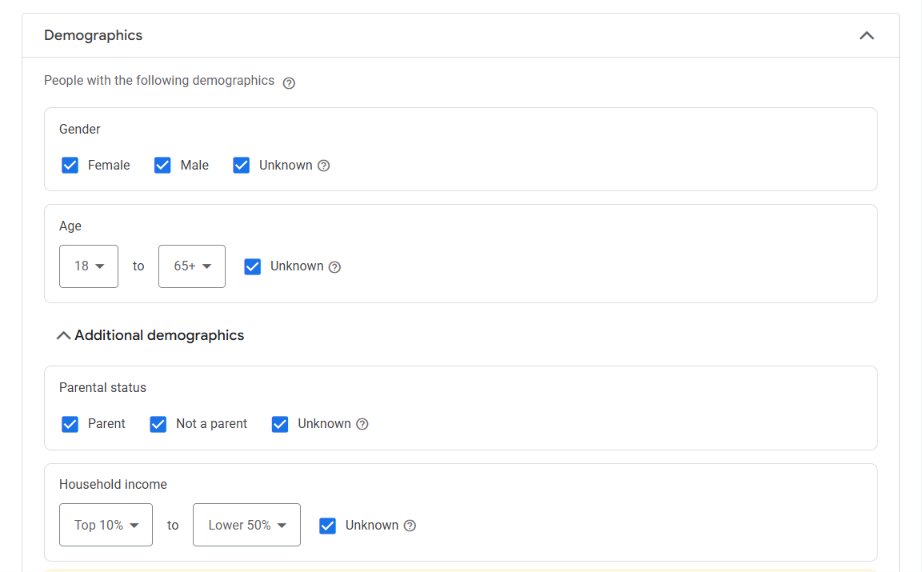 Demographics
People with the following demographics
Gender
Female Male Unknown
Age
18 to 65+ Unknown
Additional demographics
Parental status
Parent Not a parent Unknown
Household income
Top 10% to Lower 50% Unknown